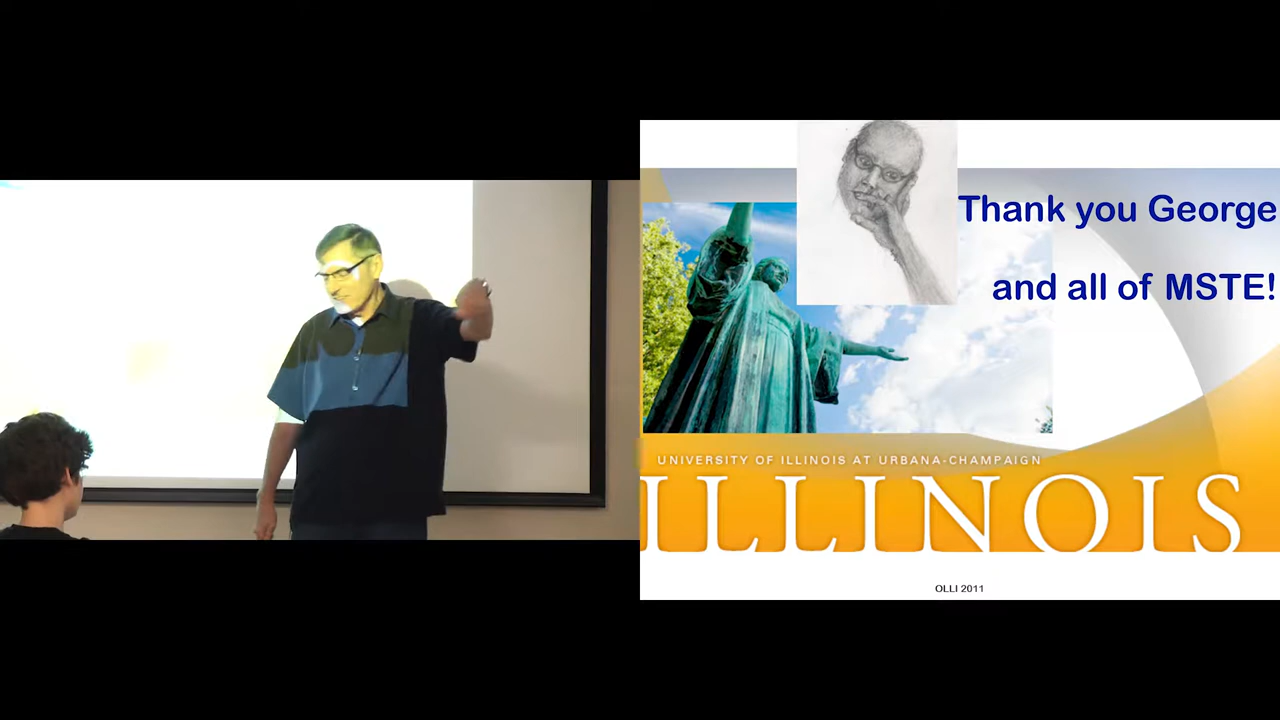 Thank you George
and all of MSTE!
UNIVERSITY OF ILLINOIS AT URBANA-CHAMPAIGN
ILLINOIS
OLLI 2011